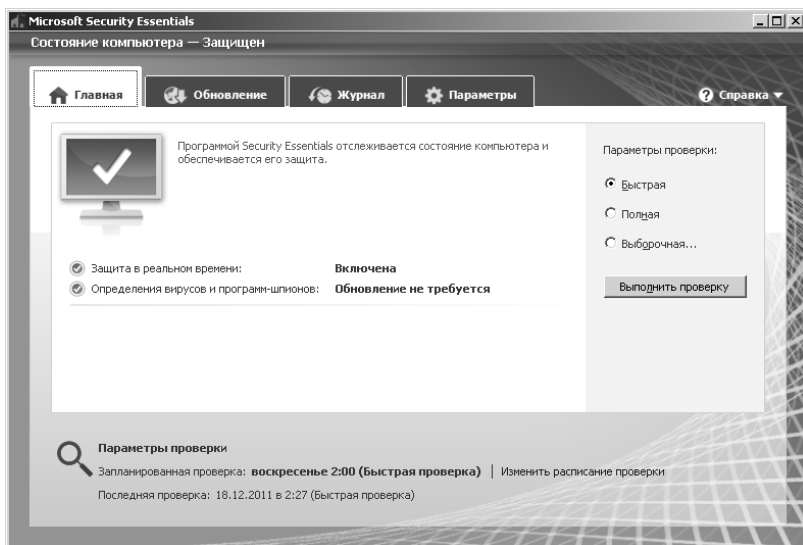 Microsoft Security Essentials
Состояние компьютера — Защищен
Главная
Обновление
Журнал
Параметры
Справка
Программой Security Essentials отслеживается состояние компьютера и
обеспечивается его защита.
Защита в реальном времени: Включена
Определения вирусов и программ-шпионов: Обновление не требуется
Параметры проверки:
Быстрая
Полная
Выборочная...
Выполнить проверку
Параметры проверки
Запланированная проверка: воскресенье 2:00 (Быстрая проверка) | Изменить расписание проверки
Последняя проверка: 18.12.2011 в 2:27 (Быстрая проверка)